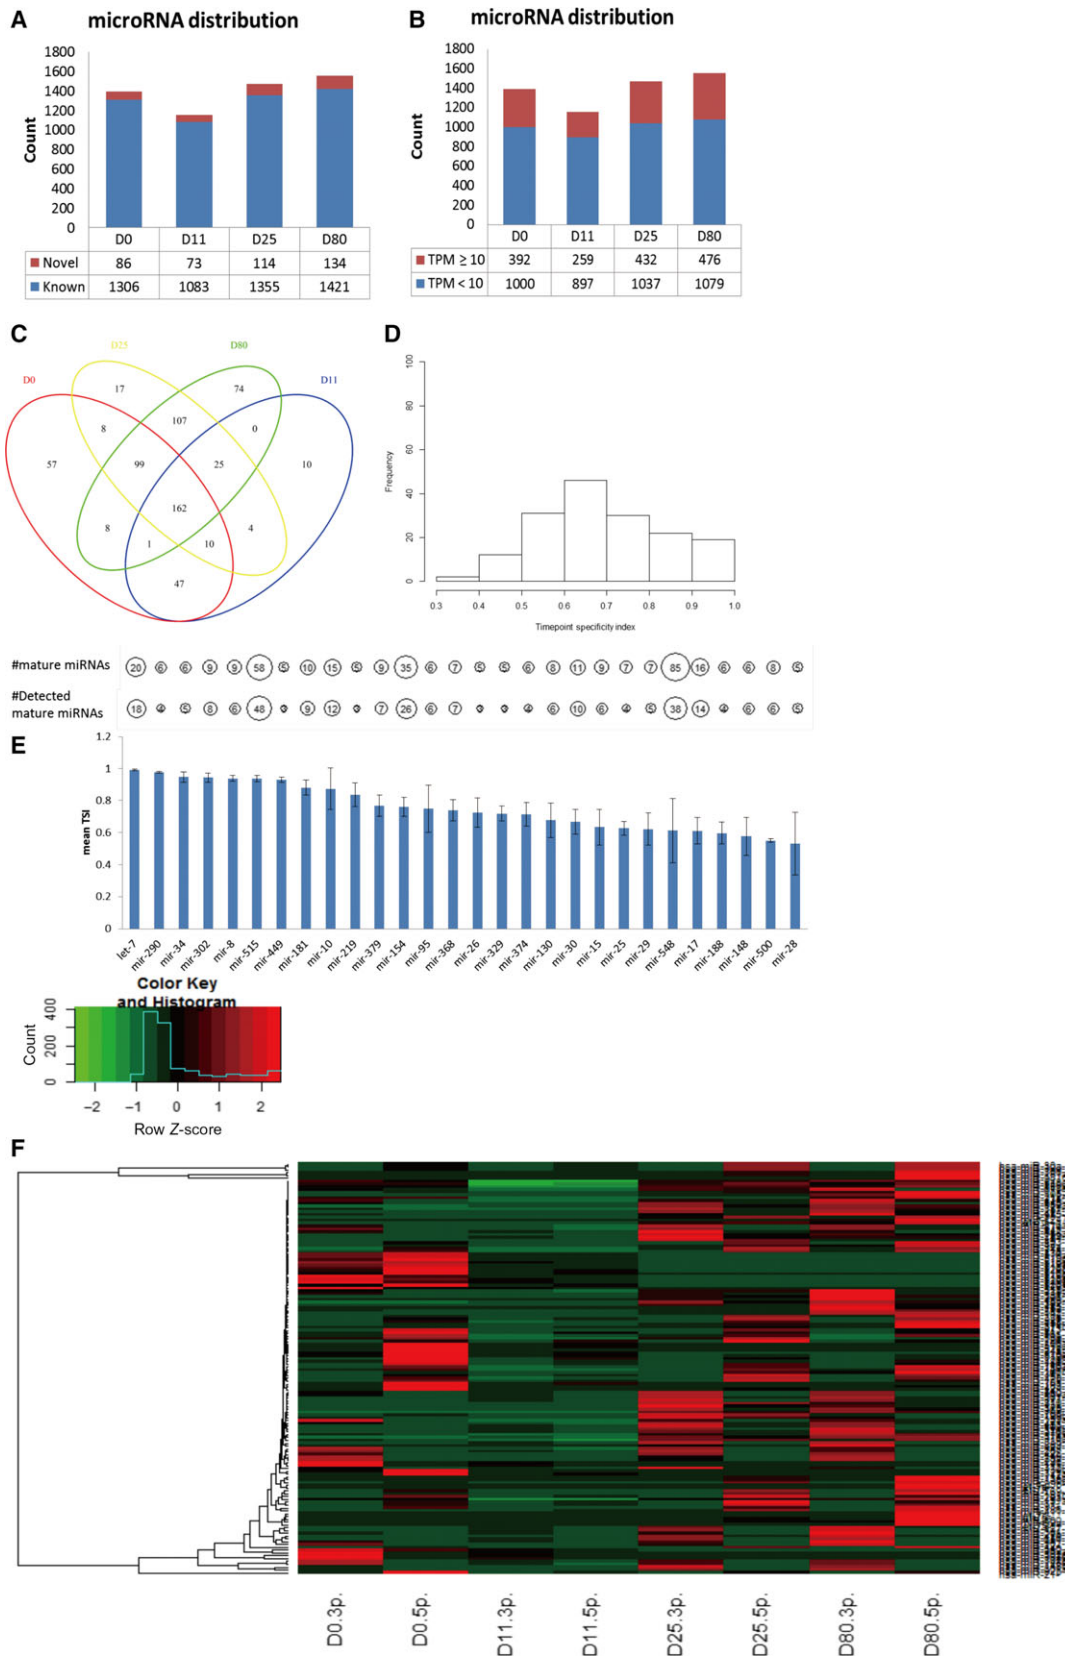 A
microRNA distribution
1800
1600
1400
1200
1000
800
600
400
200
0
Count
D0 D11 D25 D80
Novel 86 73 114 134
Known 1306 1083 1355 1421
B
microRNA distribution
1800
1600
1400
1200
1000
800
600
400
200
0
Count
D0 D11 D25 D80
TPM ≥ 10 392 259 432 476
TPM < 10 1000 897 1037 1079
C
D0
D25
D80
D11
17
74
107
8
0
57
99
25
10
162
8
4
1
10
47
D
100
80
60
40
20
0
Frequency
0.3 0.4 0.5 0.6 0.7 0.8 0.9 1.0
Timepoint specificity index
#mature miRNAs 20 6 6 9 9 58 5 10 15 5 9 35 6 7 5 5 6 8 11 9 7 7 85 16 6 6 8 5
#Detected
mature miRNAs 18 4 5 8 6 48 9 12 7 26 6 7 4 6 10 6 4 5 38 14 4 6 6 5
E
1.2
1
0.8
0.6
0.4
0.2
0
mean TSI
let-7 mir-290 mir-34 mir-302 mir-8 mir-515 mir-449 mir-181 mir-10 mir-219 mir-379 mir-154 mir-95 mir-368 mir-26 mir-329 mir-374 mir-130 mir-30 mir-15 mir-25 mir-29 mir-548 mir-17 mir-188 mir-148 mir-500 mir-28
Color Key
and Histogram
400
200
0
Count
−2 −1 0 1 2
Row Z-score
F
D0.3p. D0.5p. D11.3p. D11.5p. D25.3p. D25.5p. D80.3p. D80.5p.